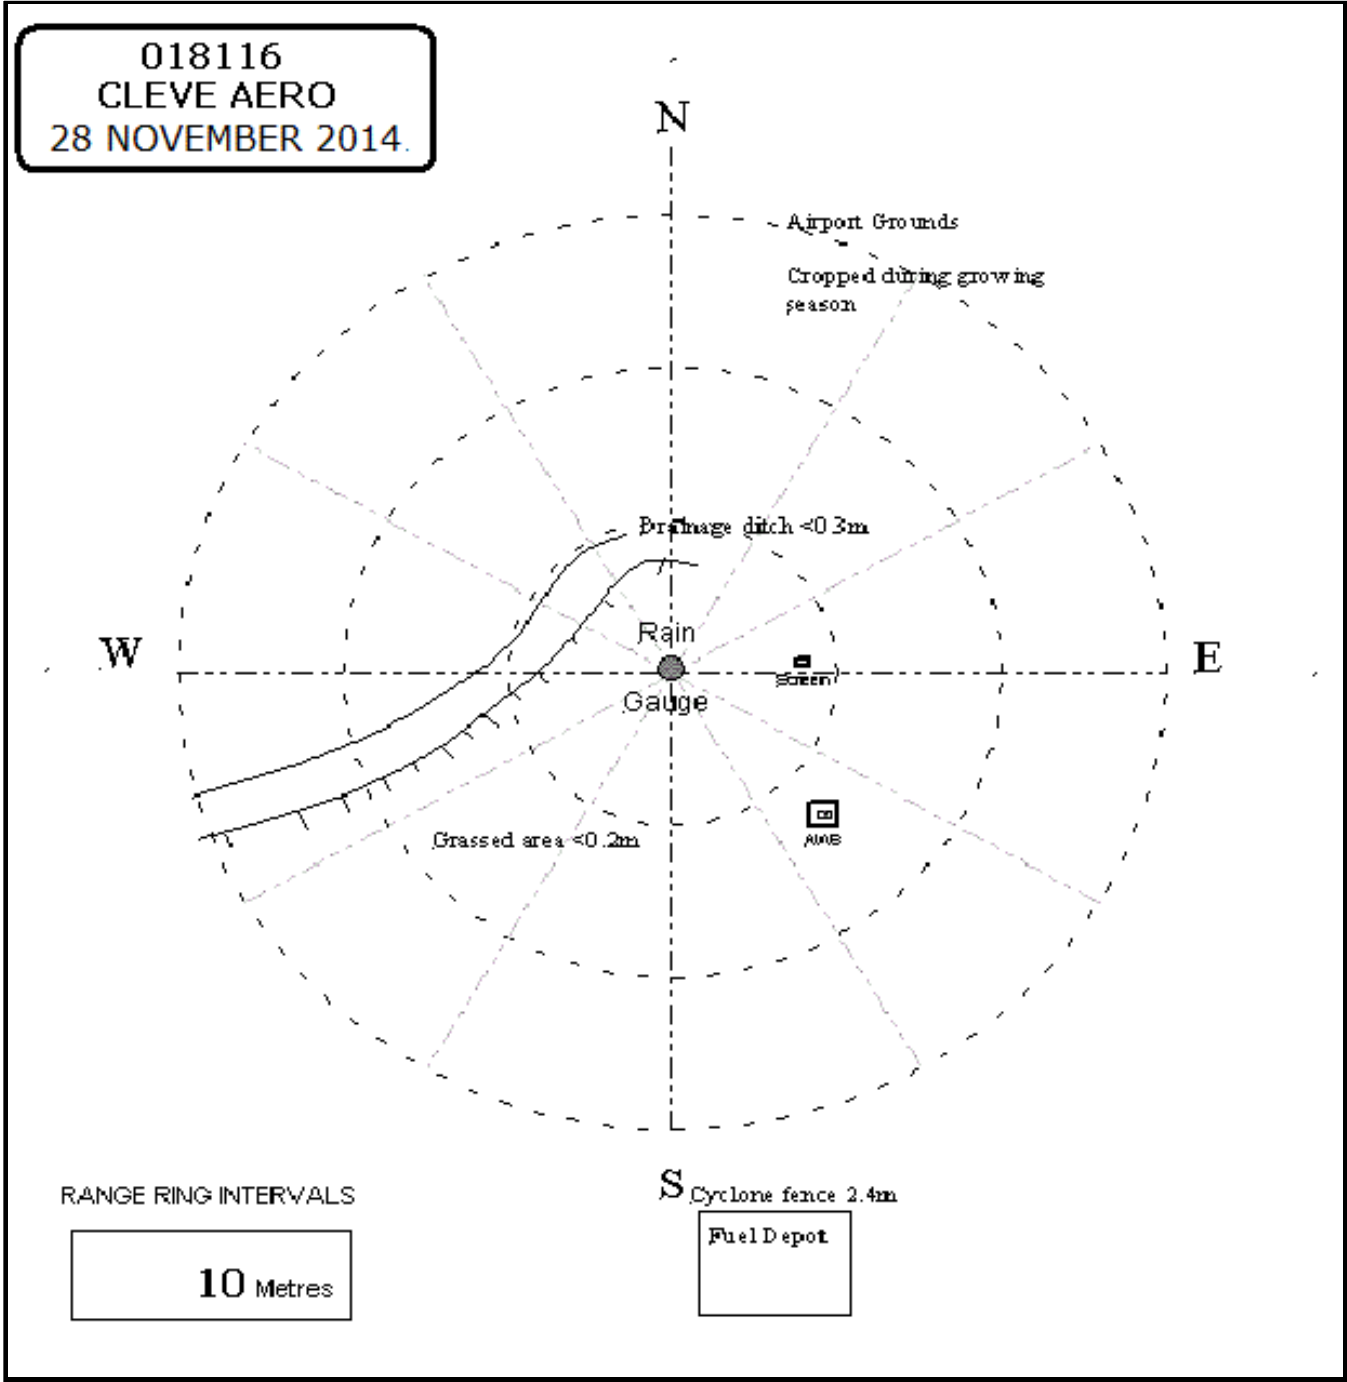 018116
CLEVE AERO
28 NOVEMBER 2014.
N
Airport Grounds
Cropped during growing
season
Drainage ditch <0.3m
Rain
W
E
Screen
Gauge
Grassed area <0.2m
S
Cyclone fence 2.4m
RANGE RING INTERVALS
Fuel Depot
10 Metres